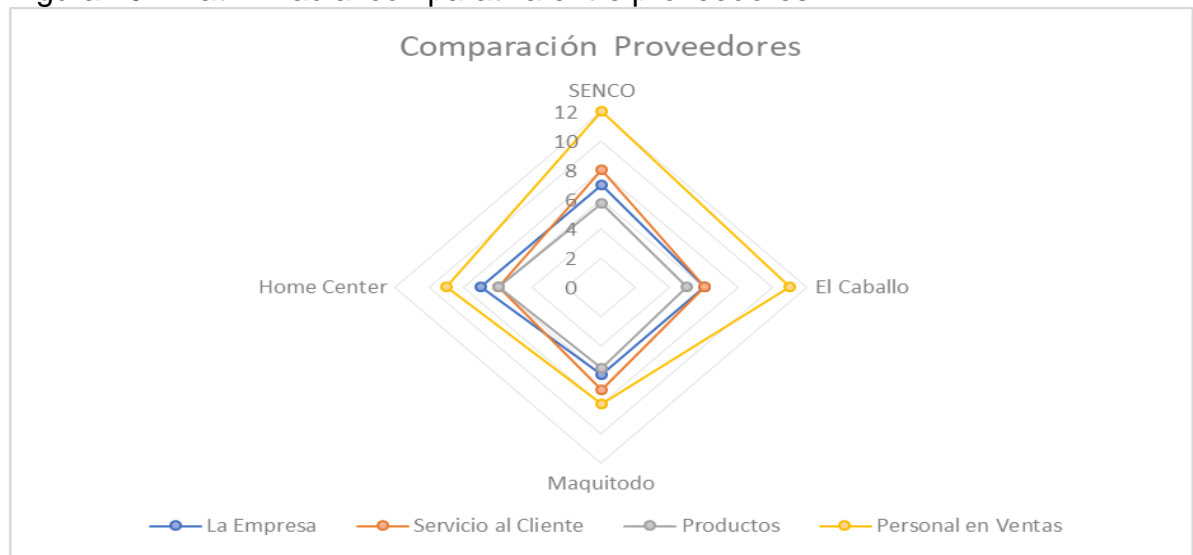 Comparación Proveedores
SENCO
12
10
8
6
4
2
0
Home Center
El Caballo
Maquitodo
La Empresa
Servicio al Cliente
Productos
Personal en Ventas